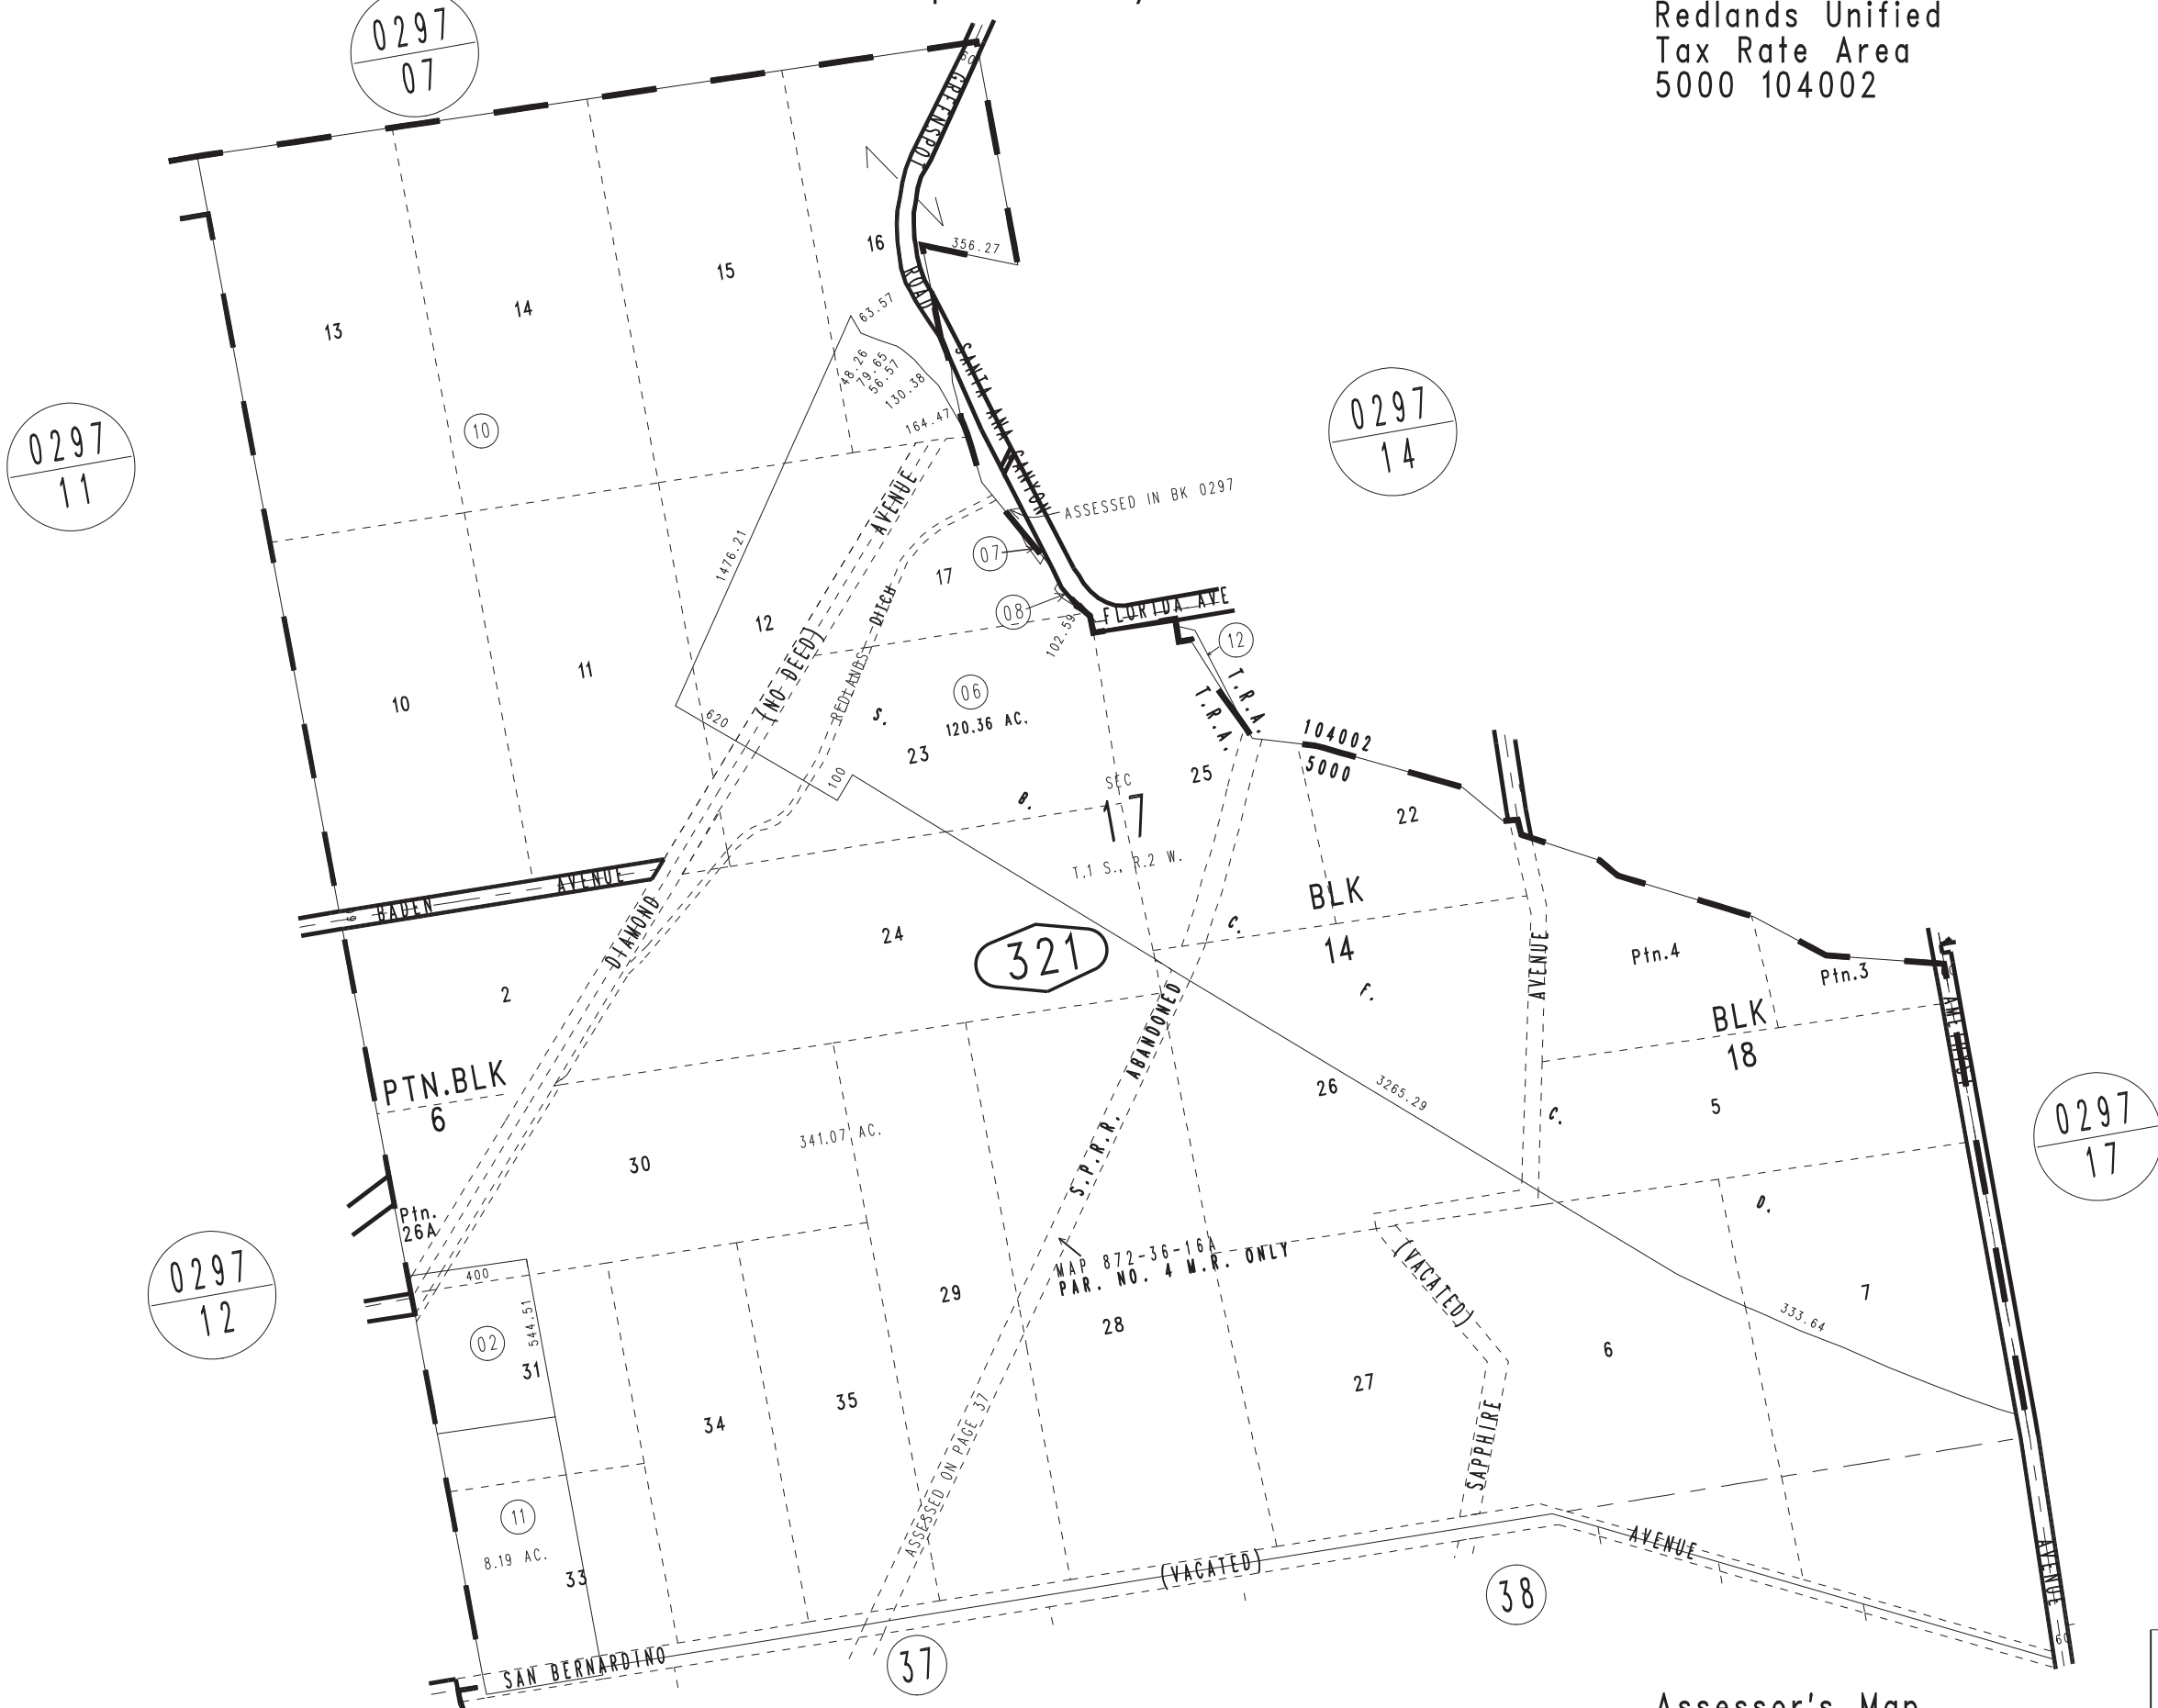 Redlands Unified
Tax Rate Area
5000 104002
0297
07
60
GREENSPOT
ROAD
356.27
16
15
14
13
63.57
48.26
79.65
56.57
130.38
164.47
SANTA ANA CANYON
0297
14
0297
11
10
ASSESSED IN BK 0297
AVENUE
1476.21
07
17
08
FLORIDA AVE
102.59
12
12
DITCH
(NO DEED)
REDLANDS
11
10
620
06
120.36 AC.
S.
23
T.R.A.
T.R.A.
104002
5000
100
B.
SEC
17
25
22
T.1 S., R.2 W.
AVENUE
60
BADEN
DIAMOND
24
321
C.
BLK
14
AVENUE
Ptn.4
Ptn.3
2
F.
BLK
18
AMETHYST
PTN.BLK
6
ABANDONED
26
3265.29
C.
5
0297
17
341.07 AC.
30
S.P.R.R.
D.
Ptn.
26A
MAP 872-36-16A
PAR. NO. 4 M.R. ONLY
(VACATED)
0297
12
400
544.51
02
31
29
28
7
333.64
6
27
34
35
SAPPHIRE
ASSESSED ON PAGE 37
11
8.19 AC.
33
(VACATED)
AVENUE
AVENUE
38
SAN BERNARDINO
37
60
Assessor's Map